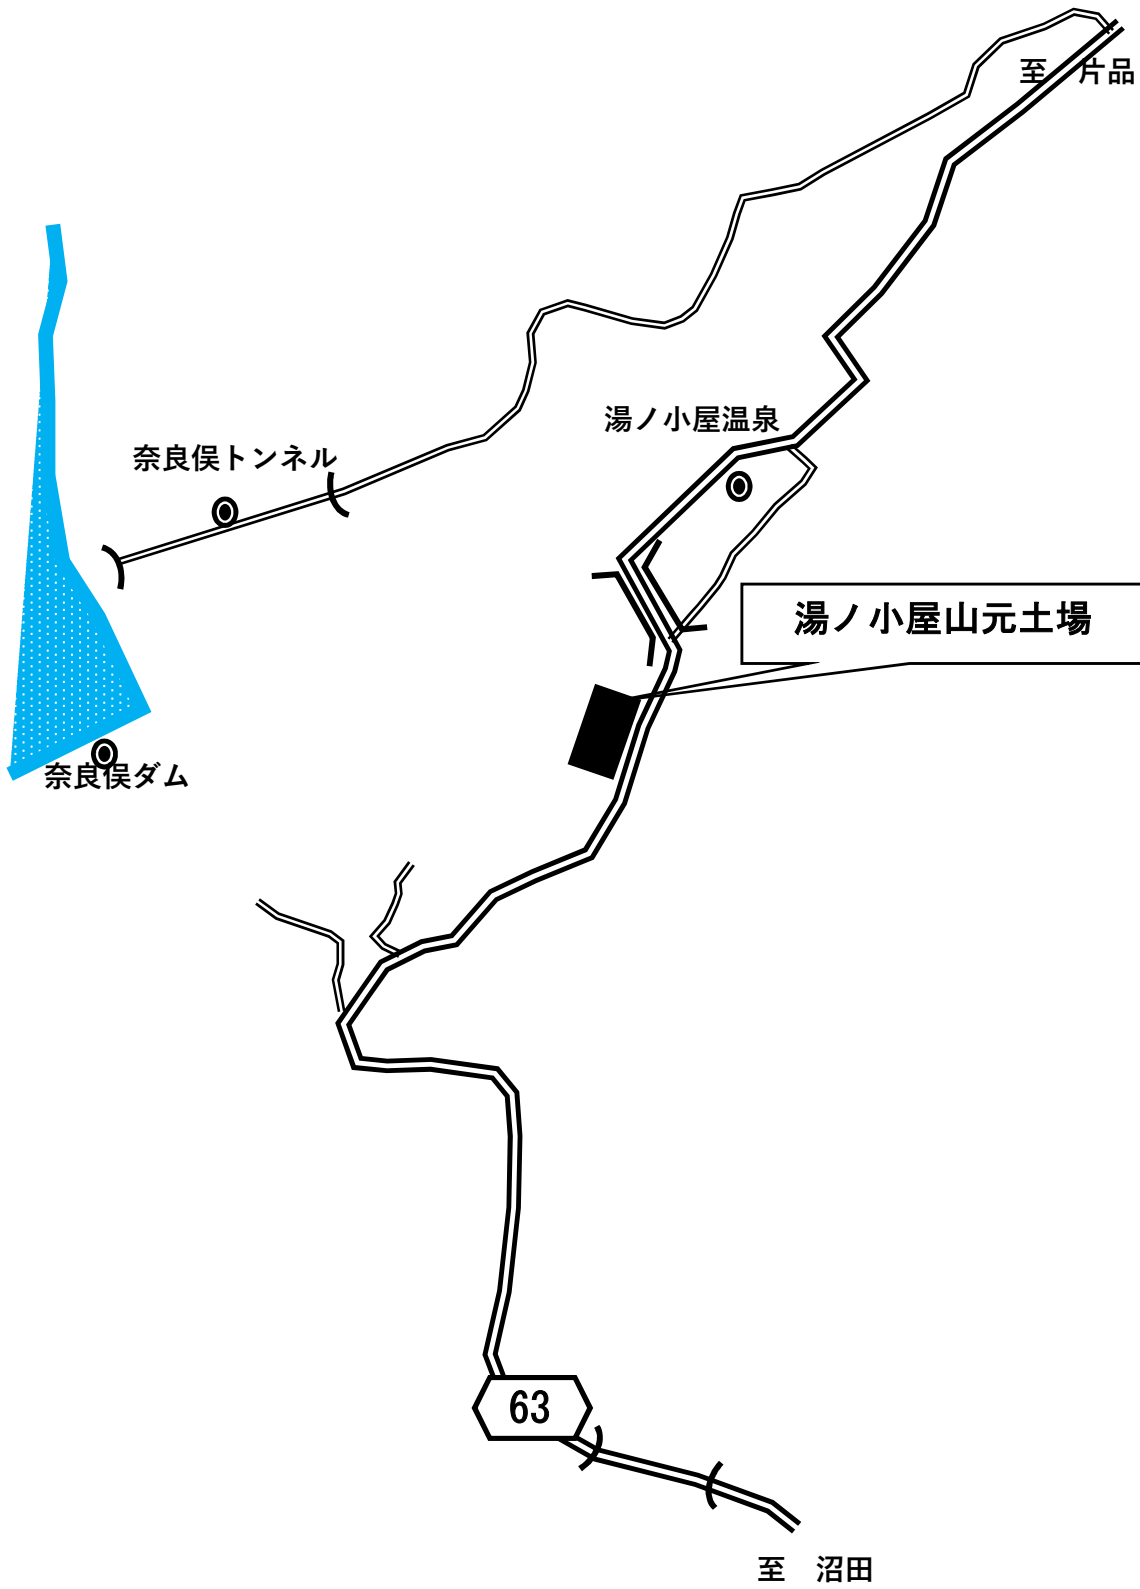 至　片品
湯ノ小屋温泉
奈良俣トンネル
湯ノ小屋山元土場
奈良俣ダム
63
至　沼田